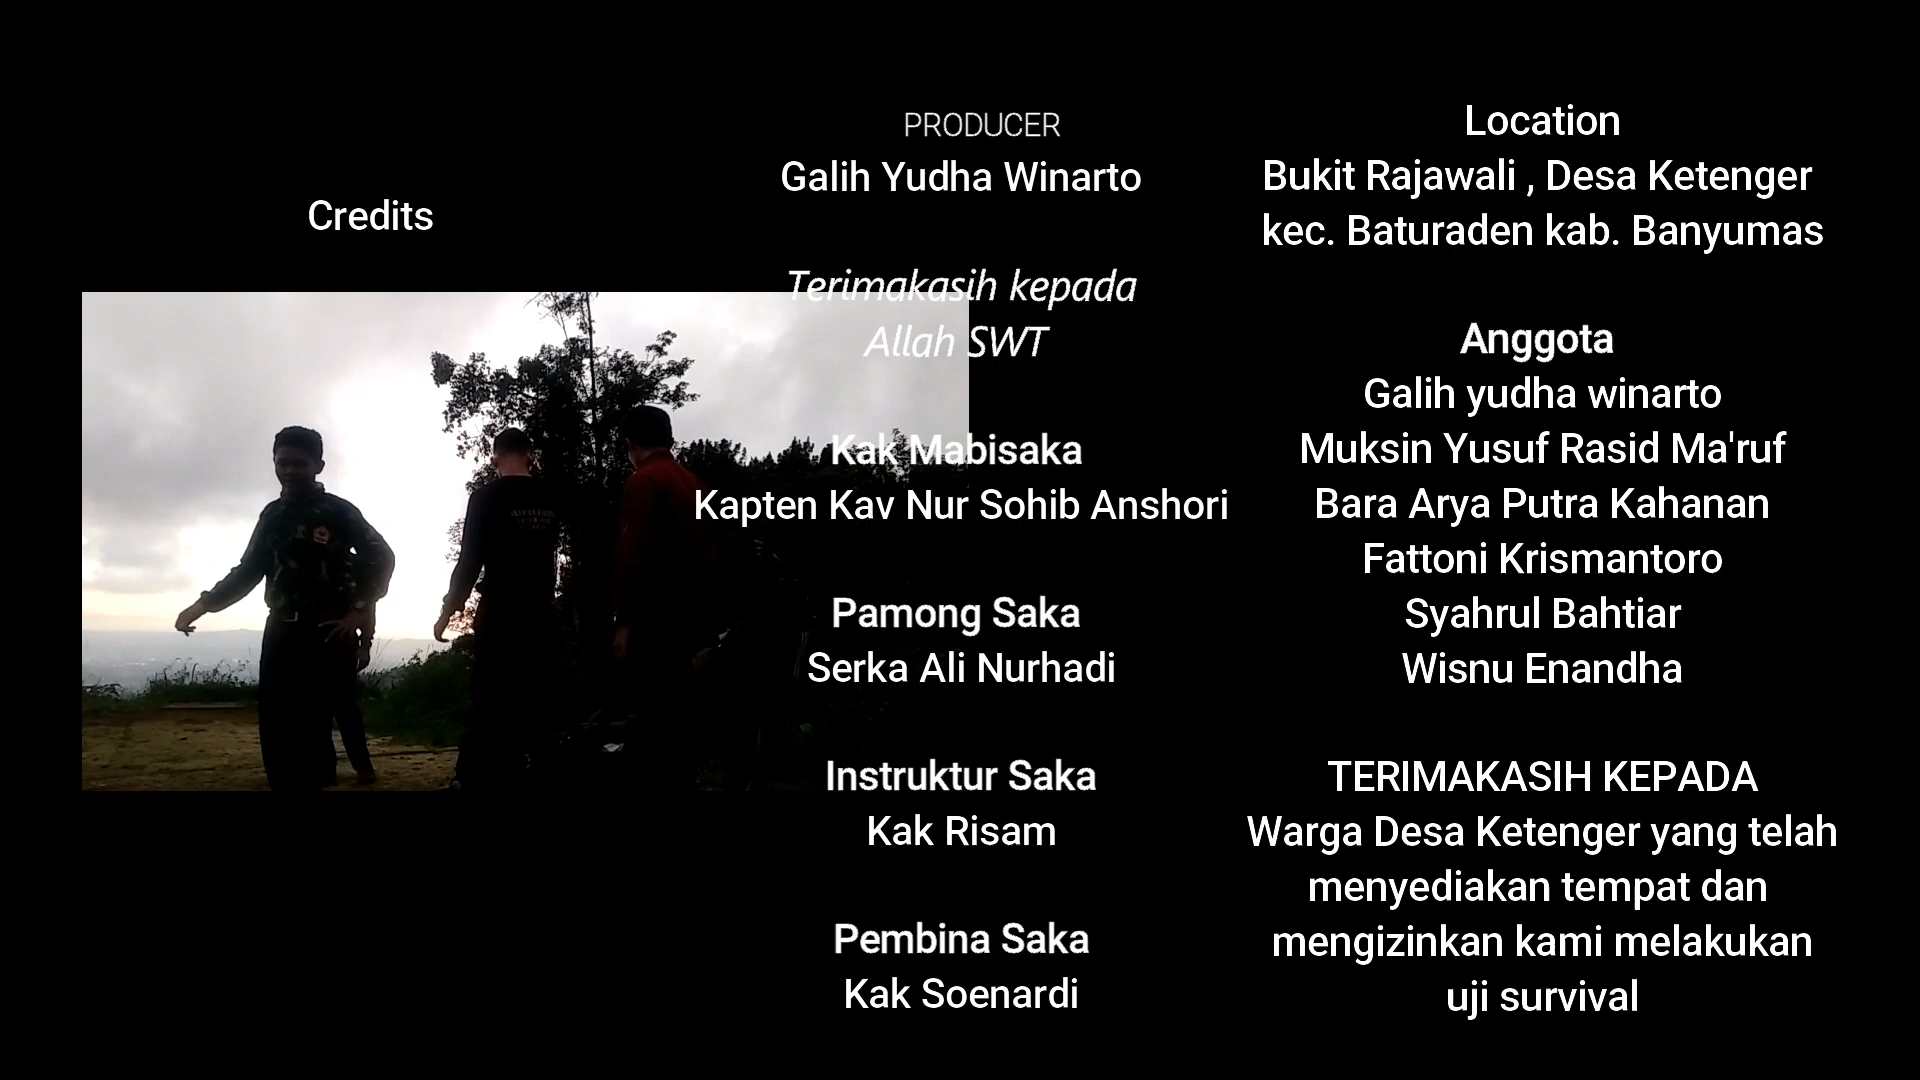 Credits
PRODUCER
Galih Yudha Winarto
Terimakasih kepada
Allah SWT
Kak Mabisaka
Kapten Kav Nur Sohib Anshori
Pamong Saka
Serka Ali Nurhadi
Instruktur Saka
Kak Risam
Pembina Saka
Kak Soenardi
Location
Bukit Rajawali , Desa Ketenger
kec. Baturaden kab. Banyumas
Anggota
Galih yudha winarto
Muksin Yusuf Rasid Ma'ruf
Bara Arya Putra Kahanan
Fattoni Krismantoro
Syahrul Bahtiar
Wisnu Enandha
TERIMAKASIH KEPADA
Warga Desa Ketenger yang telah
menyediakan tempat dan
mengizinkan kami melakukan
uji survival